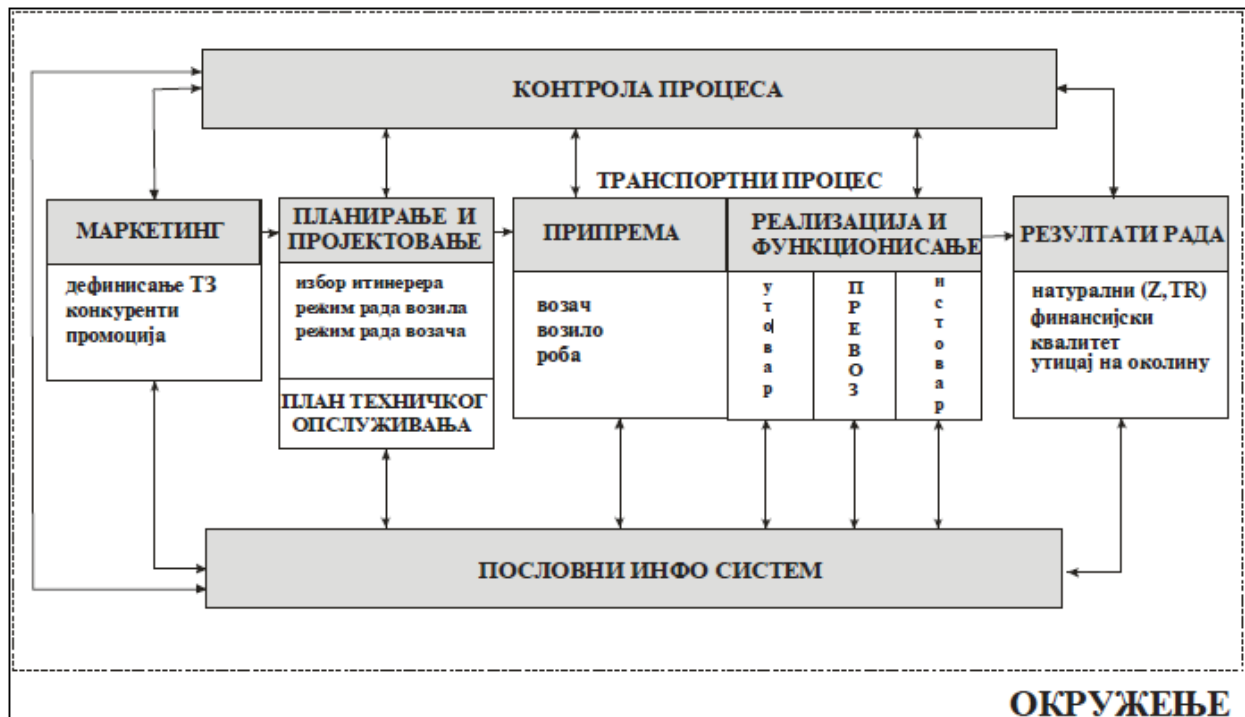 КОНТРОЛА ПРОЦЕСА
ТРАНСПОРТНИ ПРОЦЕС
МАРКЕТИНГ
дефинисање ТЗ
конкуренти
промоција
ПЛАНИРАЊЕ И
ПРОЈЕКТОВАЊЕ
избор итинерера
режим рада возила
режим рада возача
ПЛАН ТЕХНИЧКОГ
ОПСЛУЖИВАЊА
ПРИПРЕМА
возач
возило
роба
РЕАЛИЗАЦИЈА И
ФУНКЦИОНИСАЊЕ
утовар
ПРЕВОЗ
истовар
РЕЗУЛТАТИ РАДА
натурални (Z, TR)
финансијски
квалитет
утицај на околину
ПОСЛОВНИ ИНФО СИСТЕМ
ОКРУЖЕЊЕ